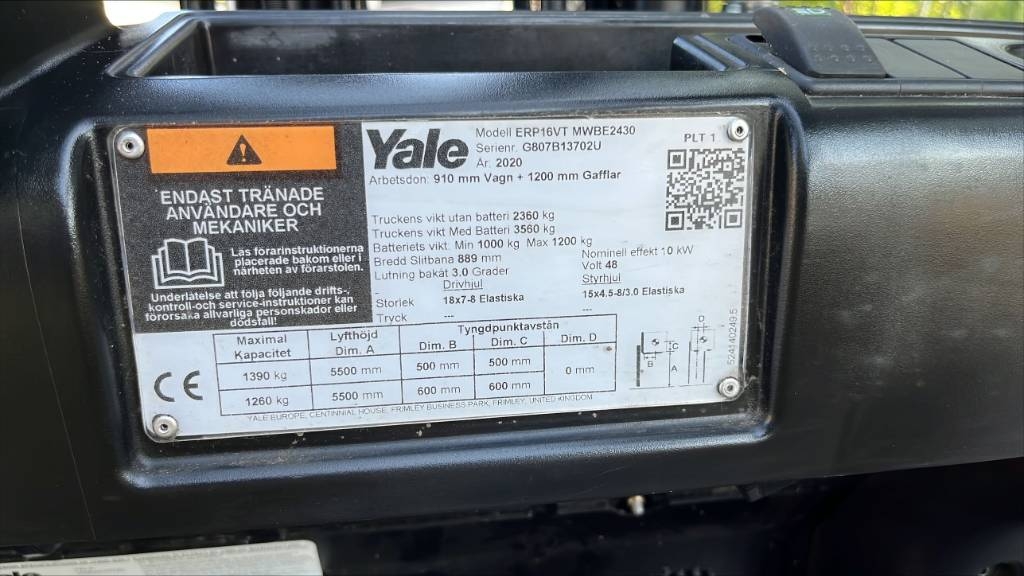 ENDAST TRÄNADE
ANVÄNDARE OCH
MEKANIKER
Läs förarinstruktionerna
placerade bakom eller i
närheten av förarstolen.
Underlåtelse att följa följande drifts-,
kontroll-och service-instruktioner kan
förorsaka allvarliga personskador eller
dödsfall!
Yale
Modell ERP16VT MWBE2430
Serienr. G807B13702U
År. 2020
PLT 1
Arbetsdon: 910 mm Vagn + 1200 mm Gafflar
Truckens vikt utan batteri 2360 kg
Truckens vikt Med Batteri 3560 kg
Batteriets vikt: Min 1000 kg Max 1200 kg
Bredd Slitbana 889 mm
Nominell effekt 10 kW
Lutning bakåt 3.0 Grader
Volt 48
Drivhjul
Styrhjul
Storlek 18x7-8 Elastiska 15x4.5-8/3.0 Elastiska
Tryck --- ---
Maximal Kapacitet Lyfthöjd Dim. A Tyngdpunktavstån
Dim. B Dim. C Dim. D
1390 kg 5500 mm 500 mm 500 mm 0 mm
1260 kg 5500 mm 600 mm 600 mm
YALE EUROPE, CENTINNIAL HOUSE, FRIMLEY BUSINESS PARK, FRIMLEY, UNITED KINGDOM
CE
D
C
B
A
524140249.5